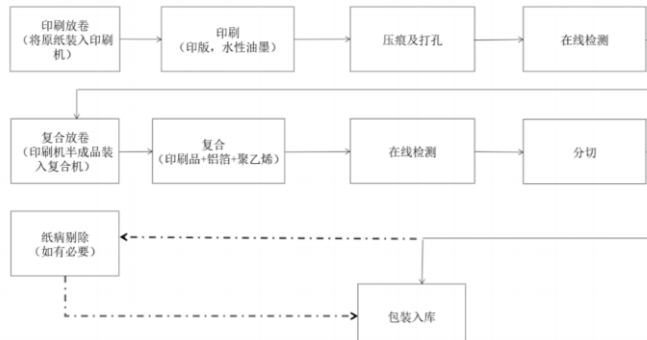 印刷放卷
（将原纸装入印刷
机）
印刷
（印版，水性油墨）
压痕及打孔
在线检测
复合放卷
（印刷机半成品装
入复合机）
复合
（印刷品+铝箔+聚乙烯）
在线检测
分切
纸病剔除
（如有必要）
包装入库